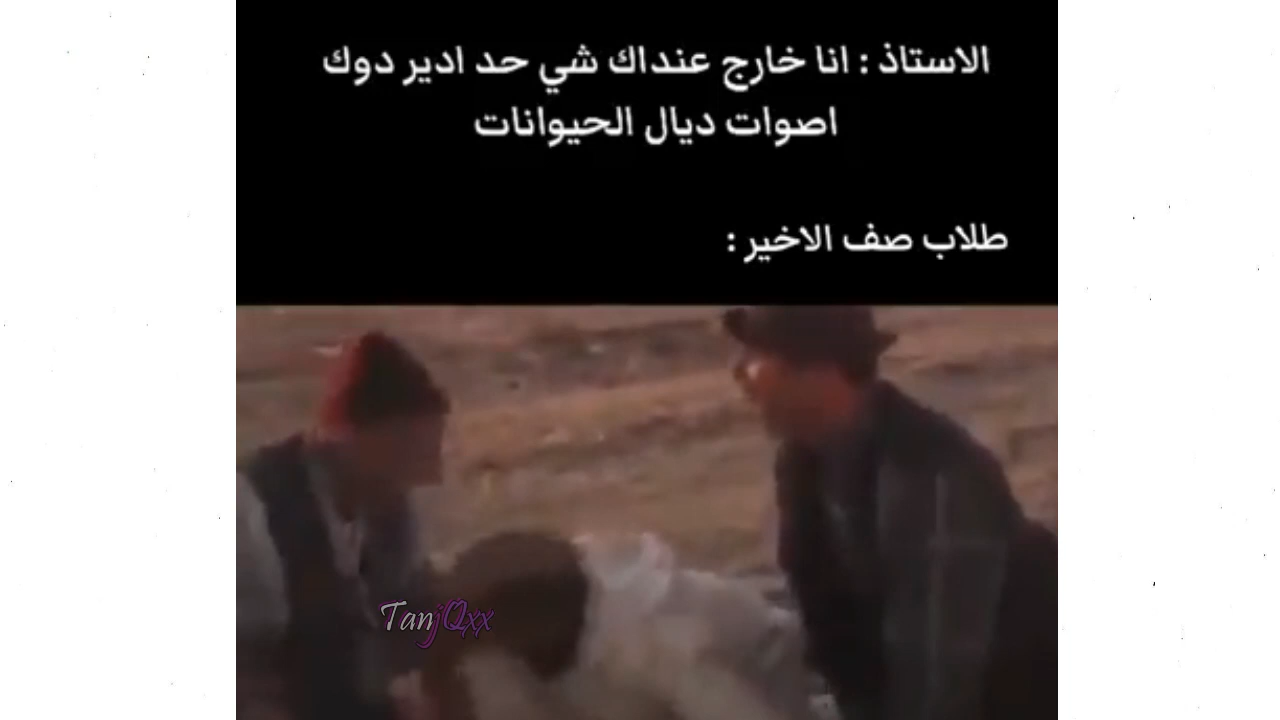 الاستاذ : انا خارج عنداك شي حد ادير دوك
اصوات ديال الحيوانات
طلاب صف الاخير :
TanjQxx